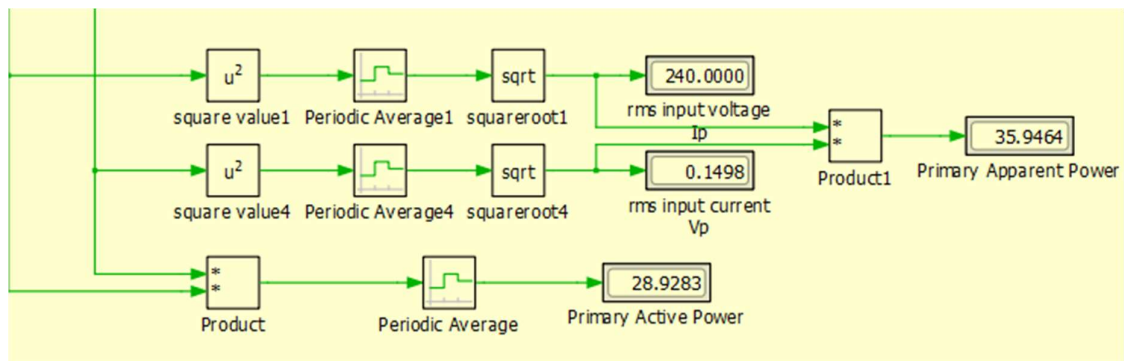 u²
square value1
Periodic Average1
sqrt
squareroot1
240.0000
rms input voltage
Ip
*
*
Product1
35.9464
Primary Apparent Power
u²
square value4
Periodic Average4
sqrt
squareroot4
0.1498
rms input current
Vp
*
*
Product
Periodic Average
28.9283
Primary Active Power